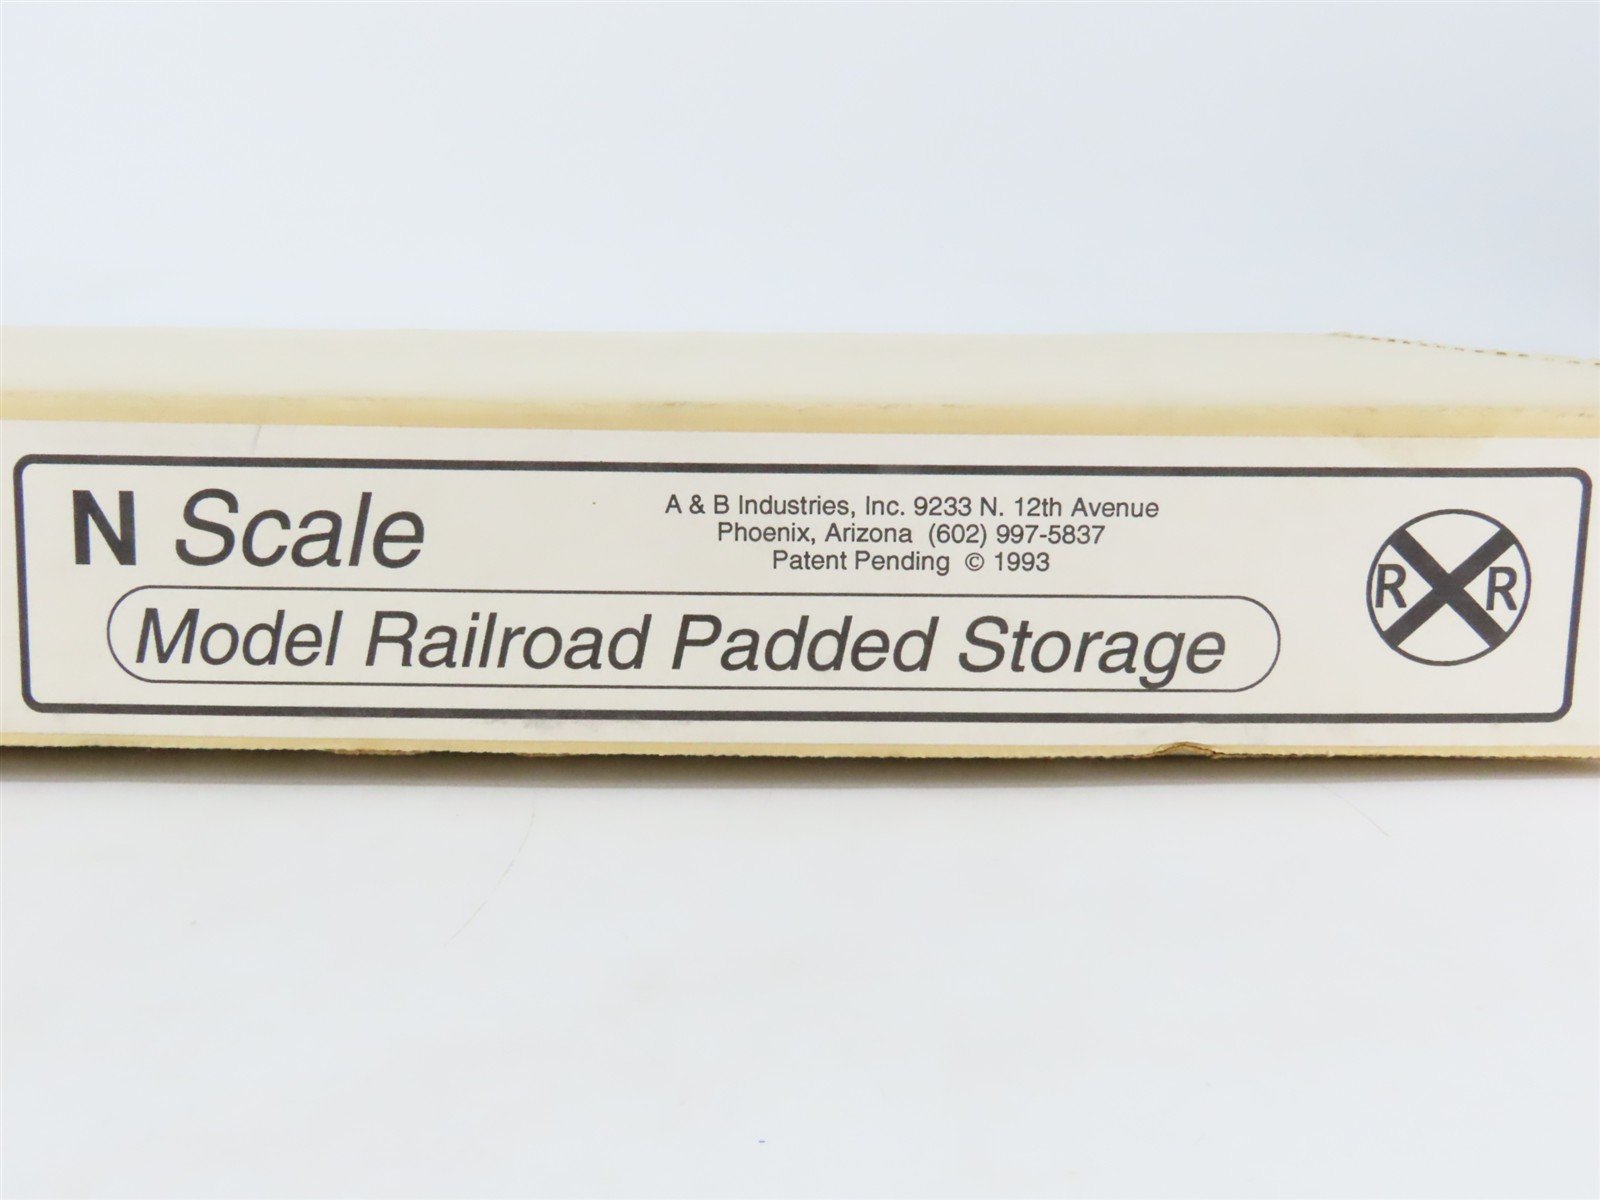 N Scale
A & B Industries, Inc. 9233 N. 12th Avenue
Phoenix, Arizona (602) 997-5837
Patent Pending © 1993
Model Railroad Padded Storage
R R